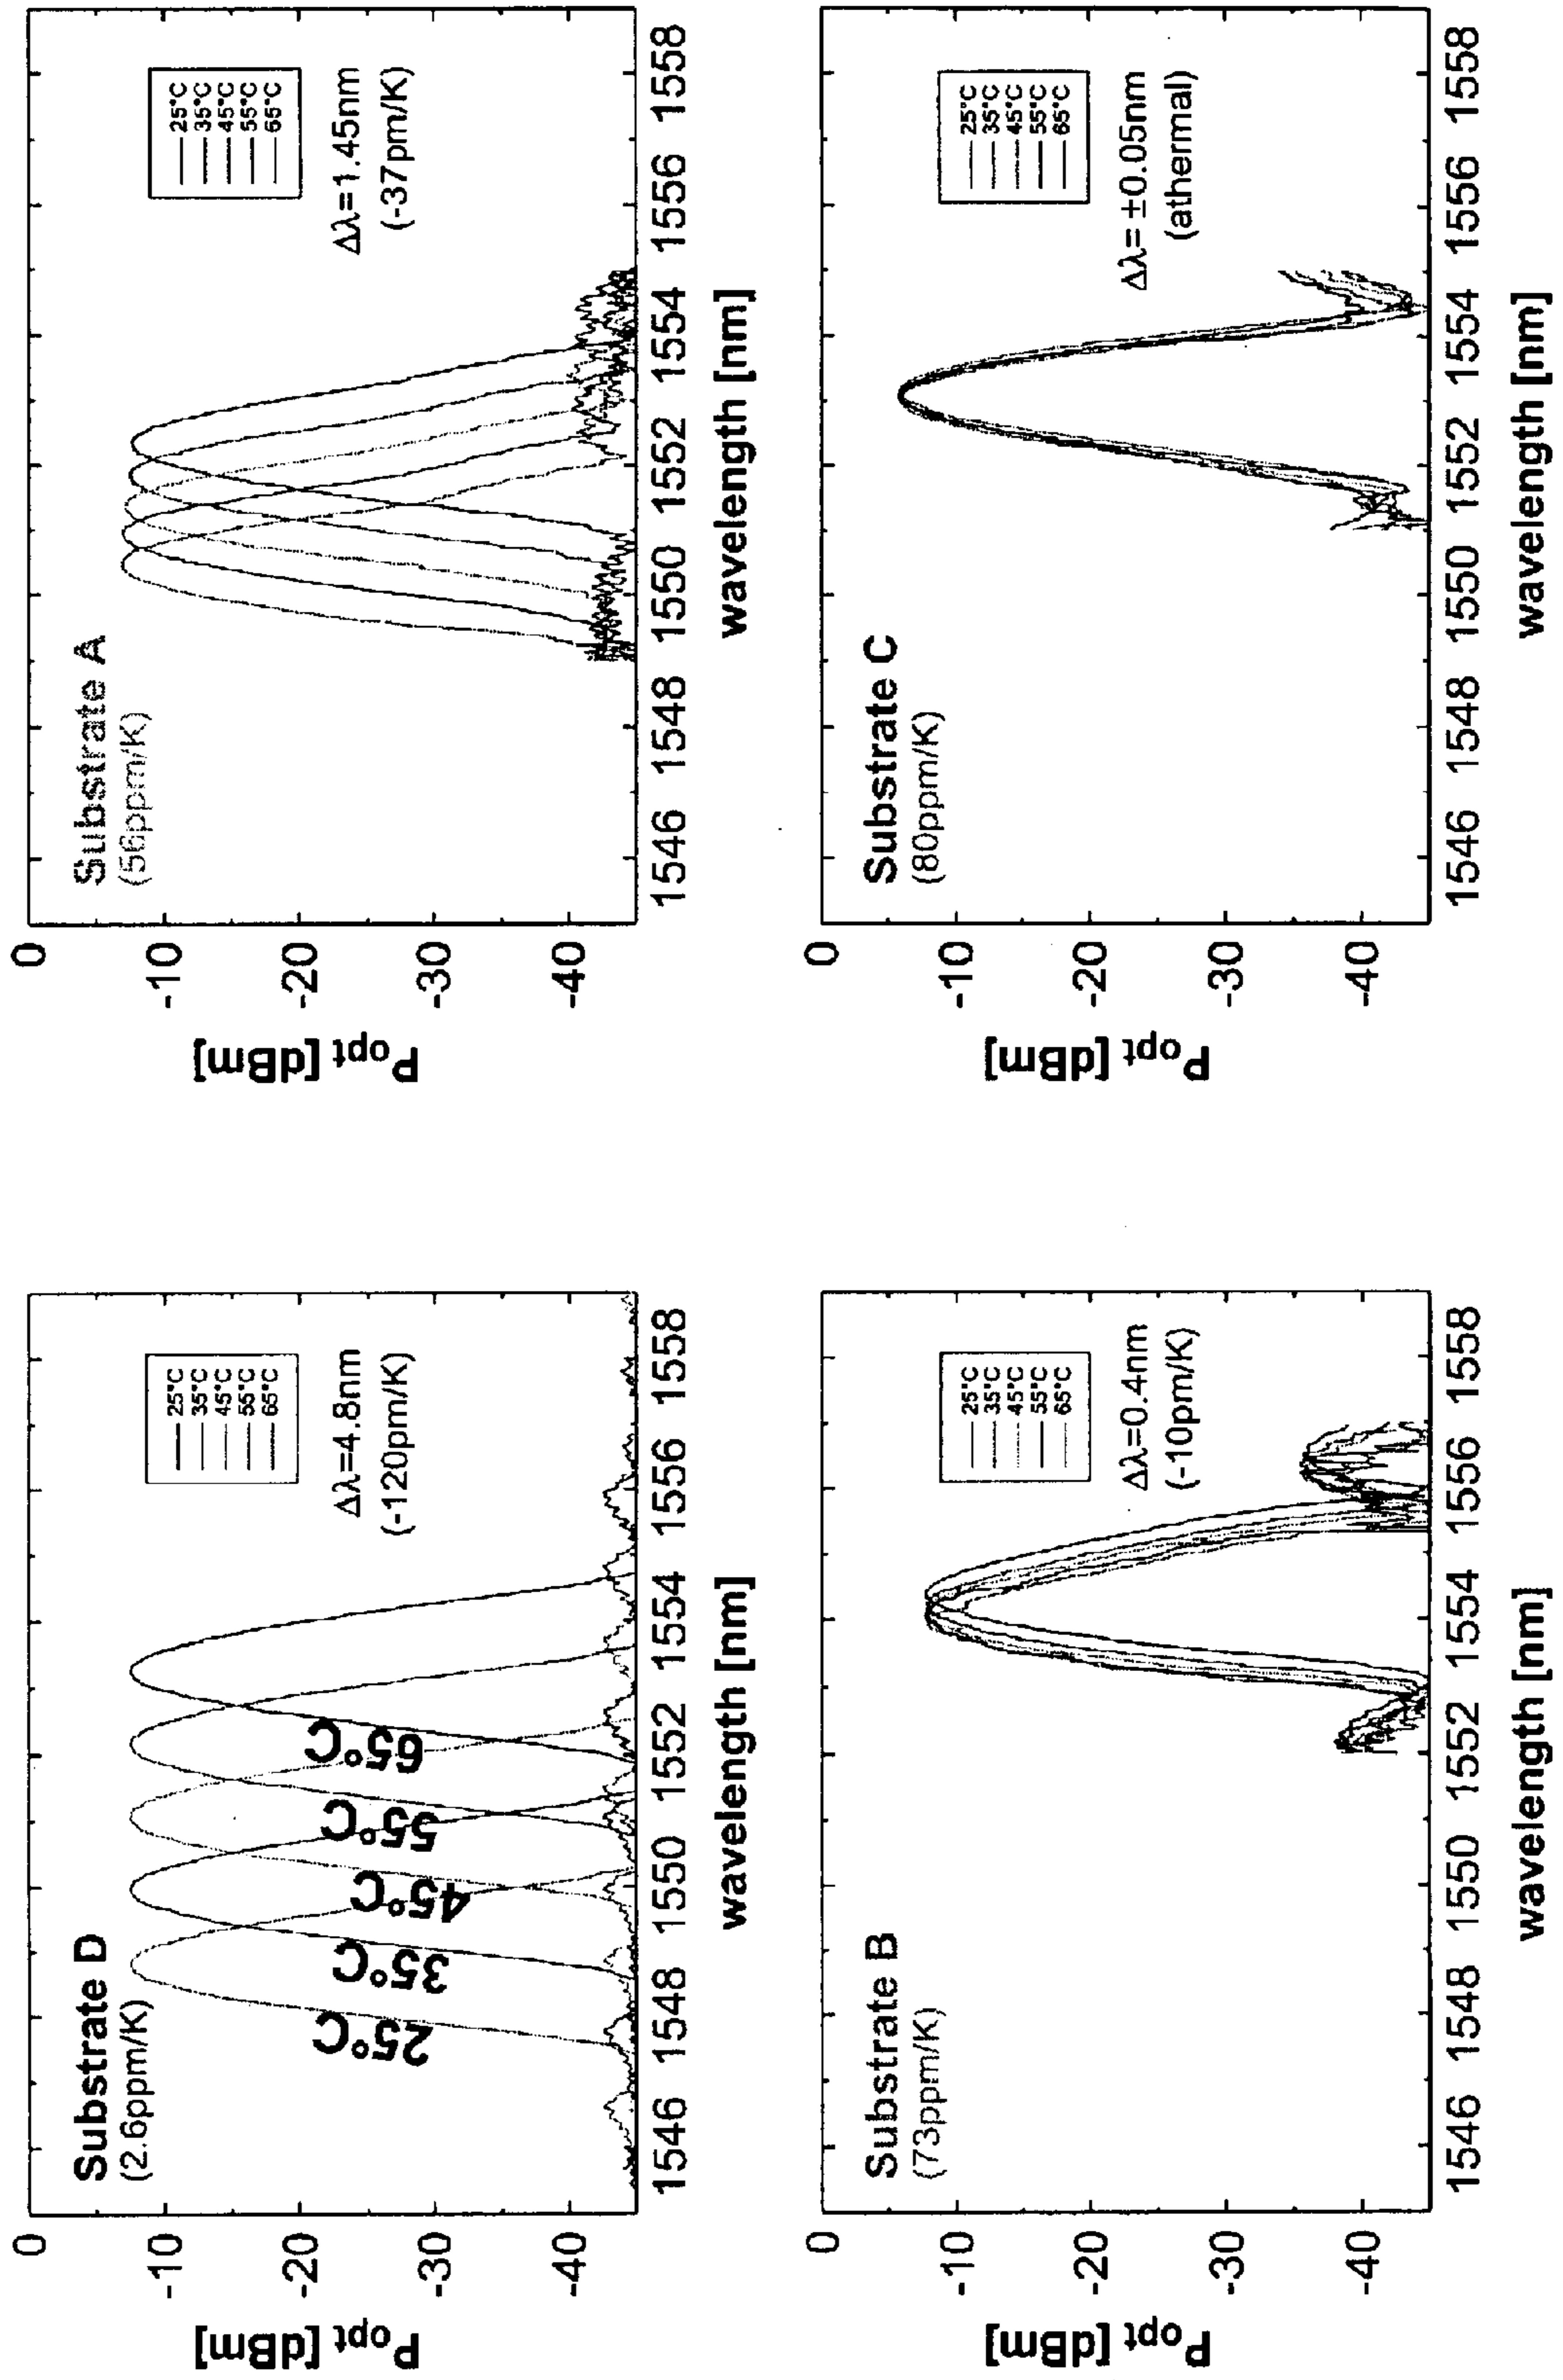 Substrate D
(2.6ppm/K)
25°C
35°C
45°C
55°C
65°C
Δλ=4.8nm
(-120pm/K)
65°C
55°C
45°C
35°C
25°C
0
-10
-20
-30
-40
Popt [dBm]
1546 1548 1550 1552 1554 1556 1558
wavelength [nm]
Substrate A
(56ppm/K)
25°C
35°C
45°C
55°C
65°C
Δλ=1.45nm
(-37pm/K)
0
-10
-20
-30
-40
Popt [dBm]
1546 1548 1550 1552 1554 1556 1558
wavelength [nm]
Substrate B
(73ppm/K)
25°C
35°C
45°C
55°C
65°C
Δλ=0.4nm
(-10pm/K)
0
-10
-20
-30
-40
Popt [dBm]
1546 1548 1550 1552 1554 1556 1558
wavelength [nm]
Substrate C
(80ppm/K)
25°C
35°C
45°C
55°C
65°C
Δλ= ±0.05nm
(athermal)
0
-10
-20
-30
-40
Popt [dBm]
1546 1548 1550 1552 1554 1556 1558
wavelength [nm]